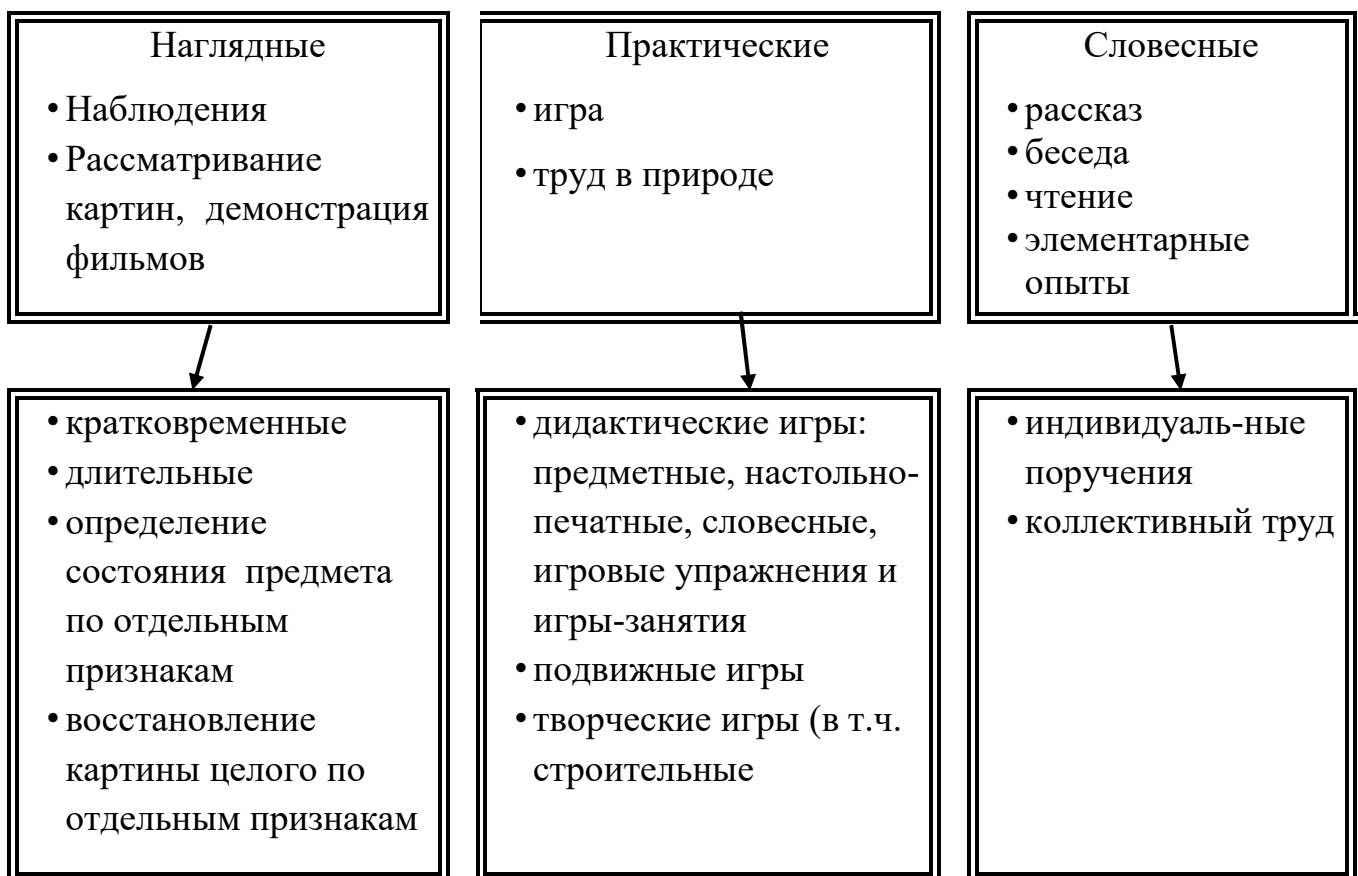 Наглядные
• Наблюдения
• Рассматривание
картин, демонстрация
фильмов
Практические
• игра
• труд в природе
Словесные
• рассказ
• беседа
• чтение
• элементарные
опыты
• кратковременные
• длительные
• определение
состояния предмета
по отдельным
признакам
• восстановление
картины целого по
отдельным признакам
• дидактические игры:
предметные, настольно-
печатные, словесные,
игровые упражнения и
игры-занятия
• подвижные игры
• творческие игры (в т.ч.
строительные
• индивидуаль-ные
поручения
• коллективный труд